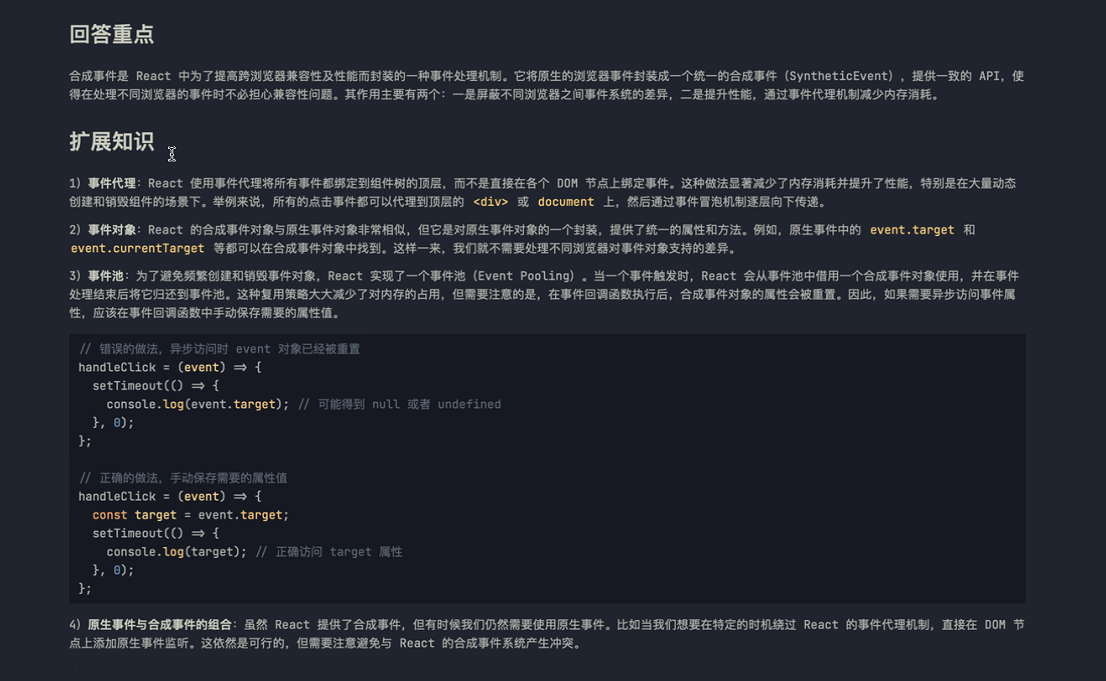 回答重点
合成事件是 React 中为了提高跨浏览器兼容性及性能而封装的一种事件处理机制。它将原生的浏览器事件封装成一个统一的合成事件（SyntheticEvent），提供一致的 API，使
得在处理不同浏览器的事件时不必担心兼容性问题。其作用主要有两个：一是屏蔽不同浏览器之间事件系统的差异，二是提升性能，通过事件代理机制减少内存消耗。
扩展知识
1）事件代理：React 使用事件代理将所有事件都绑定到组件树的顶层，而不是直接在各个 DOM 节点上绑定事件。这种做法显著减少了内存消耗并提升了性能，特别是在大量动态
创建和销毁组件的场景下。举例来说，所有的点击事件都可以代理到顶层的 <div> 或 document 上，然后通过事件冒泡机制逐层向下传递。
2）事件对象：React 的合成事件对象与原生事件对象非常相似，但它是对原生事件对象的一个封装，提供了统一的属性和方法。例如，原生事件中的 event.target 和
event.currentTarget 等都可以在合成事件对象中找到。这样一来，我们就不需要处理不同浏览器对事件对象支持的差异。
3）事件池：为了避免频繁创建和销毁事件对象，React 实现了一个事件池（Event Pooling）。当一个事件触发时，React 会从事件池中借用一个合成事件对象使用，并在事件
处理结束后将它归还到事件池。这种复用策略大大减少了对内存的占用，但需要注意的是，在事件回调函数执行后，合成事件对象的属性会被重置。因此，如果需要异步访问事件属
性，应该在事件回调函数中手动保存需要的属性值。
// 错误的做法，异步访问时 event 对象已经被重置
handleClick = (event) => {
  setTimeout(() => {
    console.log(event.target); // 可能得到 null 或者 undefined
  }, 0);
};
// 正确的做法，手动保存需要的属性值
handleClick = (event) => {
  const target = event.target;
  setTimeout(() => {
    console.log(target); // 正确访问 target 属性
  }, 0);
};
4）原生事件与合成事件的组合：虽然 React 提供了合成事件，但有时候我们仍然需要使用原生事件。比如当我们想要在特定的时机绕过 React 的事件代理机制，直接在 DOM 节
点上添加原生事件监听。这依然是可行的，但需要注意避免与 React 的合成事件系统产生冲突。